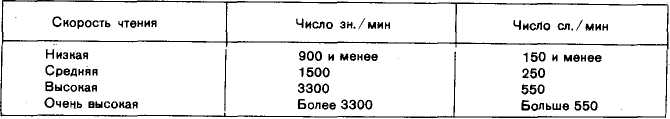 Скорость чтения Число зн./мин Число сл./мин
Низкая 900 и менее 150 и менее
Средняя 1500 250
Высокая 3300 550
Очень высокая Более 3300 Больше 550